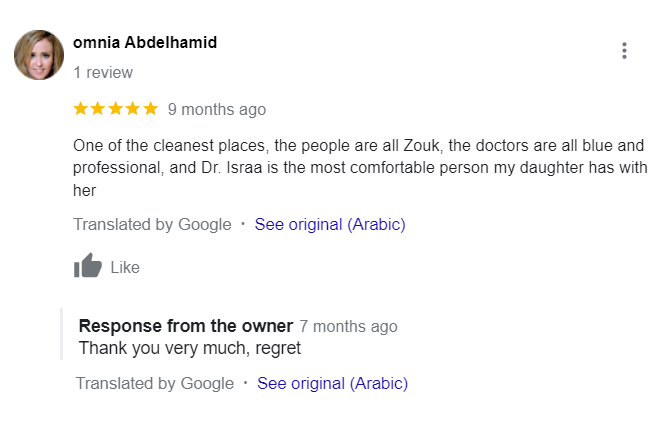 omnia Abdelhamid
1 review
9 months ago
One of the cleanest places, the people are all Zouk, the doctors are all blue and
professional, and Dr. Israa is the most comfortable person my daughter has with
her
Translated by Google · See original (Arabic)
Like
Response from the owner 7 months ago
Thank you very much, regret
Translated by Google · See original (Arabic)